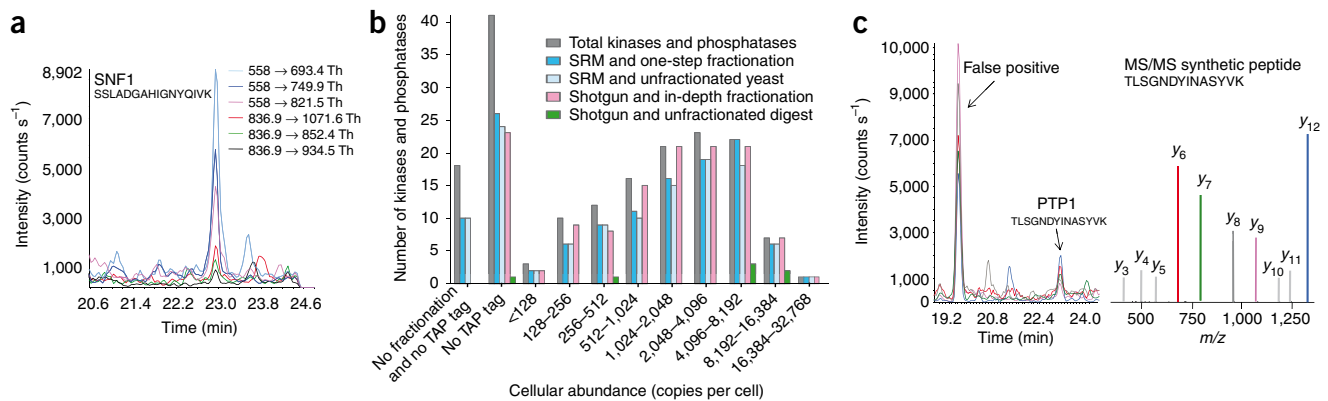 a
8,902
7,000
5,000
3,000
1,000
Intensity (counts s⁻¹)
SNF1
SSLADGAHIGNYQIVK
558 → 693.4 Th
558 → 749.9 Th
558 → 821.5 Th
836.9 → 1071.6 Th
836.9 → 852.4 Th
836.9 → 934.5 Th
20.6 21.4 22.2 23.0 23.8 24.6
Time (min)
b
40
35
30
25
20
15
10
5
0
Number of kinases and phosphatases
Total kinases and phosphatases
SRM and one-step fractionation
SRM and unfractionated yeast
Shotgun and in-depth fractionation
Shotgun and unfractionated digest
No fractionation
and no TAP tag
No TAP tag
<128
128–256
256–512
512–1,024
1,024–2,048
2,048–4,096
4,096–8,192
8,192–16,384
16,384–32,768
Cellular abundance (copies per cell)
c
10,000
9,000
7,000
5,000
3,000
2,000
1,000
0
Intensity (counts s⁻¹)
False positive
PTP1
TLSGNDYINASYVK
19.2 20.8 22.4 24.0
Time (min)
MS/MS synthetic peptide
TLSGNDYINASYVK
y3
y4
y5
y6
y7
y8
y9
y10
y11
y12
500 750 1,000 1,250
m/z